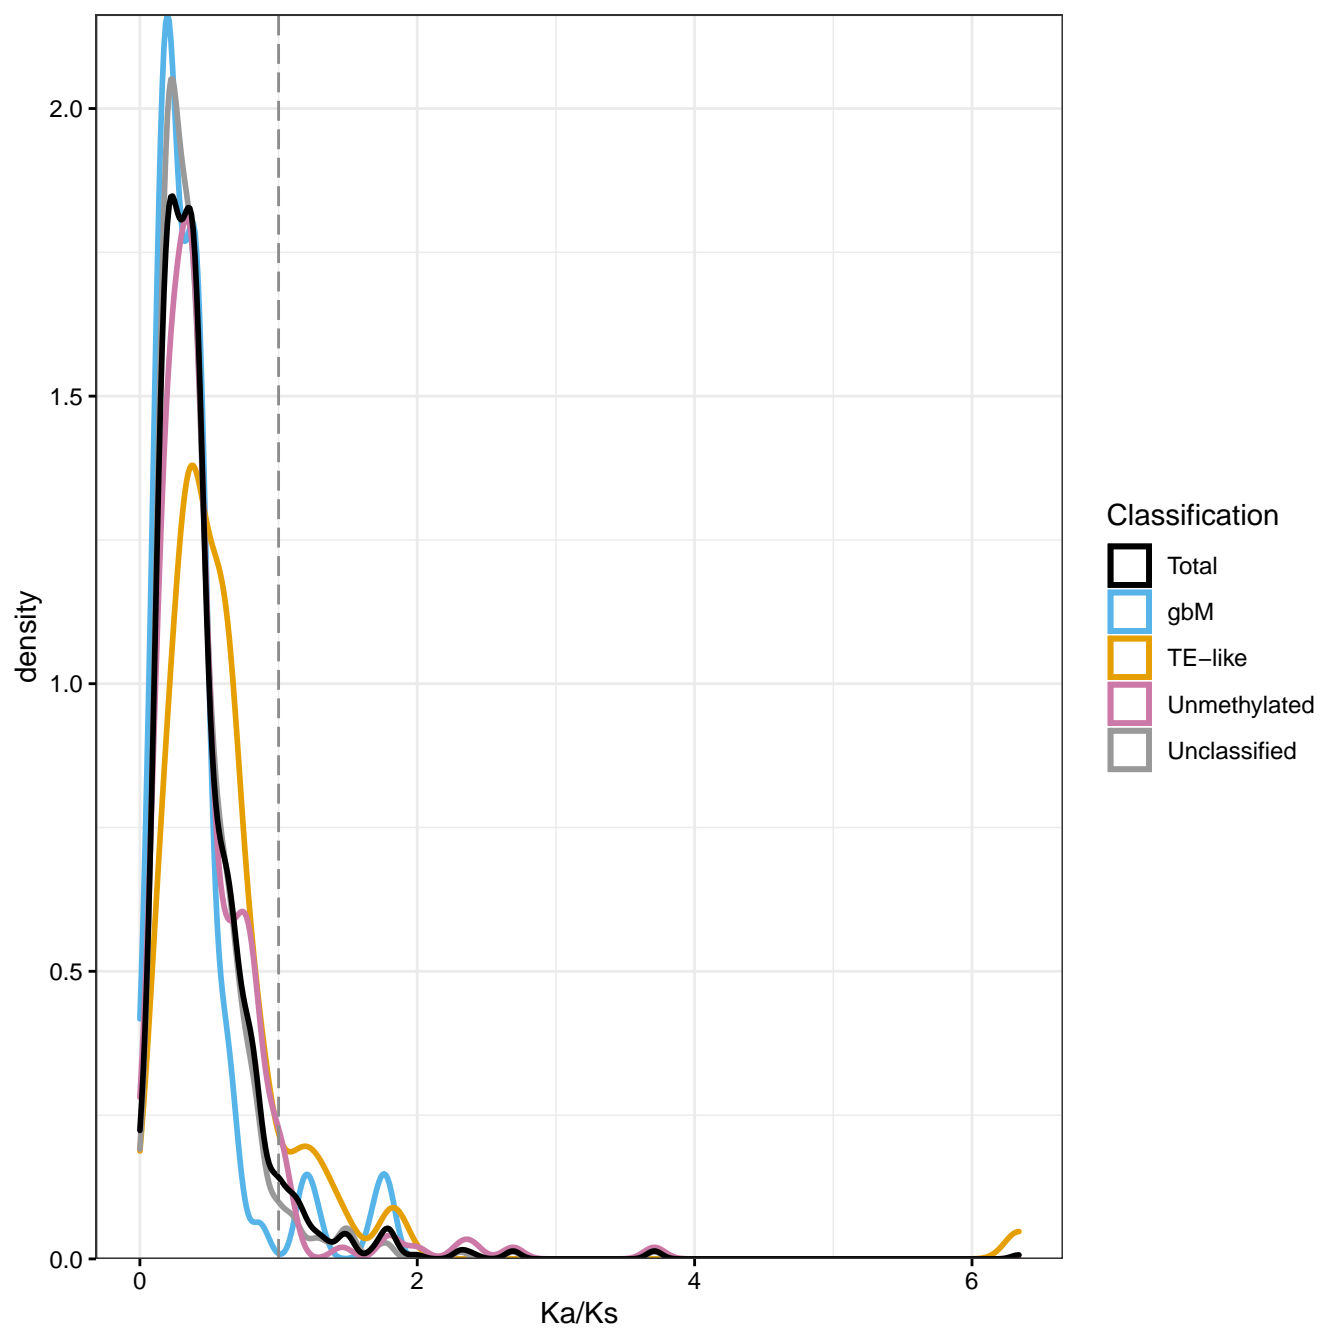 2.0
1.5
1.0
0.5
0.0
density
0 2 4 6
Ka/Ks
Classification
Total
gbM
TE−like
Unmethylated
Unclassified